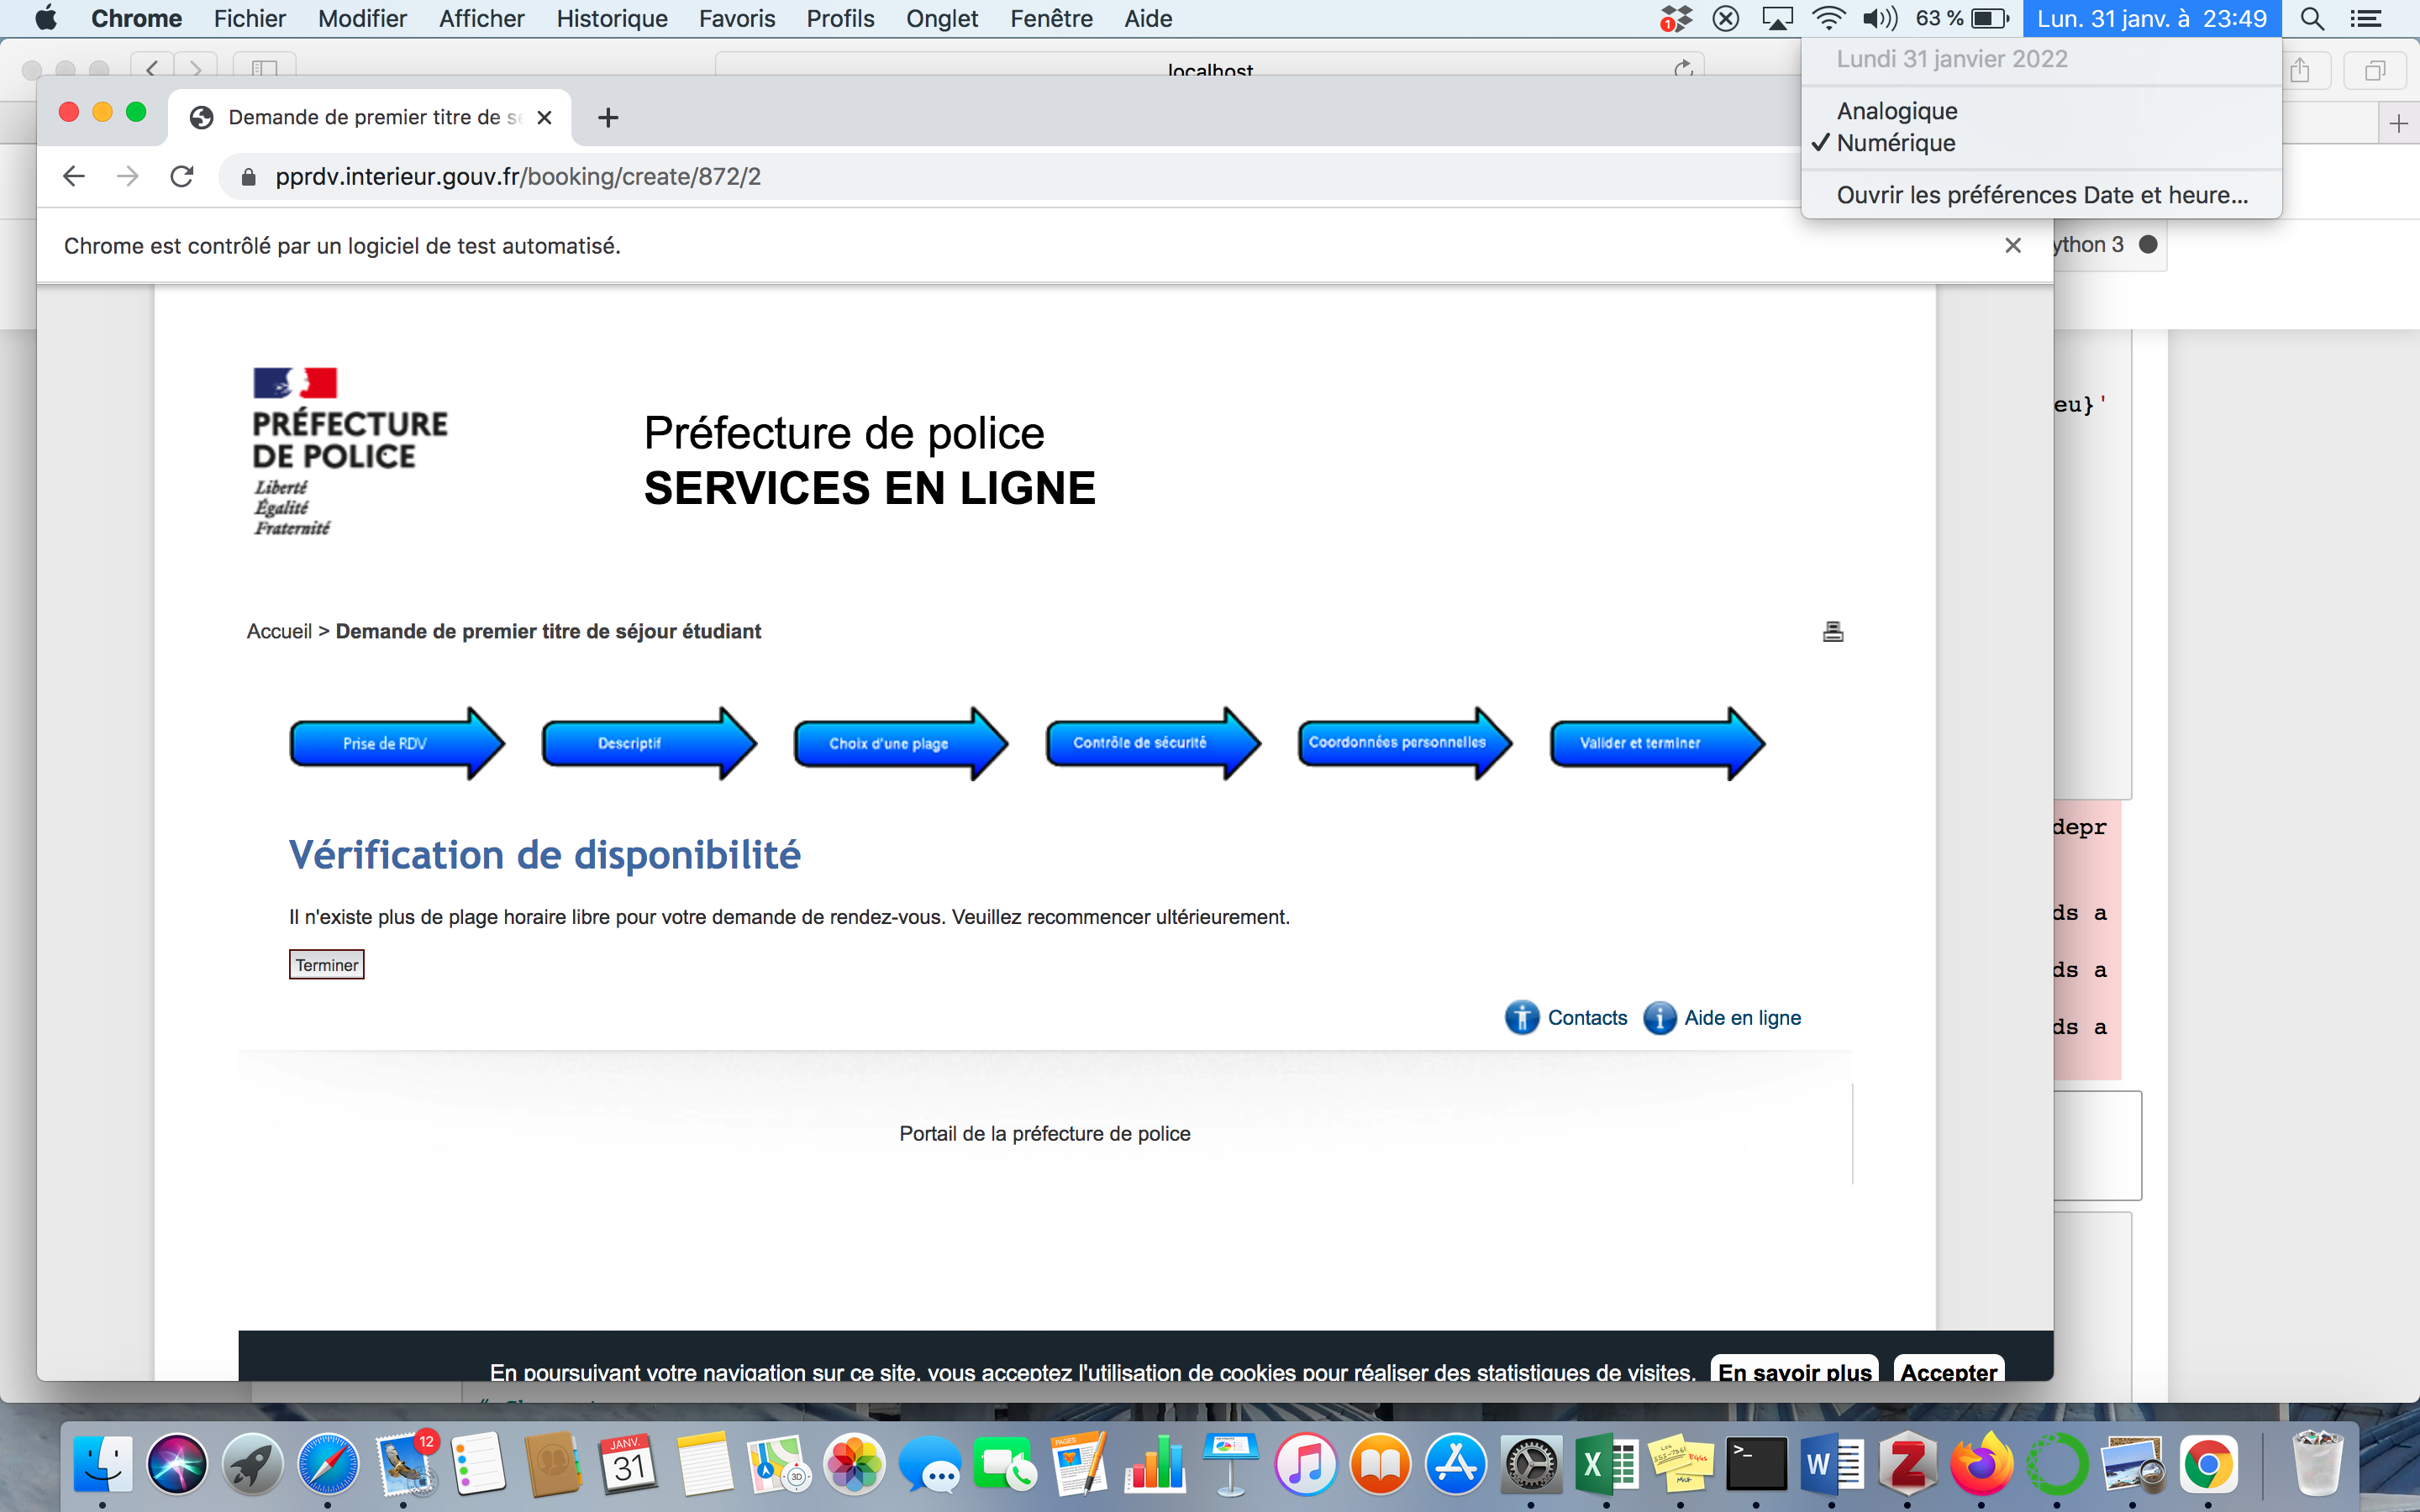 Chrome Fichier Modifier Afficher Historique Favoris Profils Onglet Fenêtre Aide 1 63 % Lun. 31 janv. à 23:49
Lundi 31 janvier 2022
Analogique
✓ Numérique
Ouvrir les préférences Date et heure...
localhost
Demande de premier titre de
pprdv.interieur.gouv.fr/booking/create/872/2
Chrome est contrôlé par un logiciel de test automatisé.
ython 3
eu}'
PRÉFECTURE
DE POLICE
Liberté
Égalité
Fraternité
Préfecture de police
SERVICES EN LIGNE
Accueil > Demande de premier titre de séjour étudiant
Prise de RDV
Descriptif
Choix d'une plage
Contrôle de sécurité
Coordonnées personnelles
Valider et terminer
depr
ds a
ds a
ds a
Vérification de disponibilité
Il n'existe plus de plage horaire libre pour votre demande de rendez-vous. Veuillez recommencer ultérieurement.
Terminer
Contacts
Aide en ligne
Portail de la préfecture de police
En poursuivant votre navigation sur ce site, vous acceptez l'utilisation de cookies pour réaliser des statistiques de visites. En savoir plus Accepter
12
JANV.
31
3D
PAGES
X
>_
W
Z